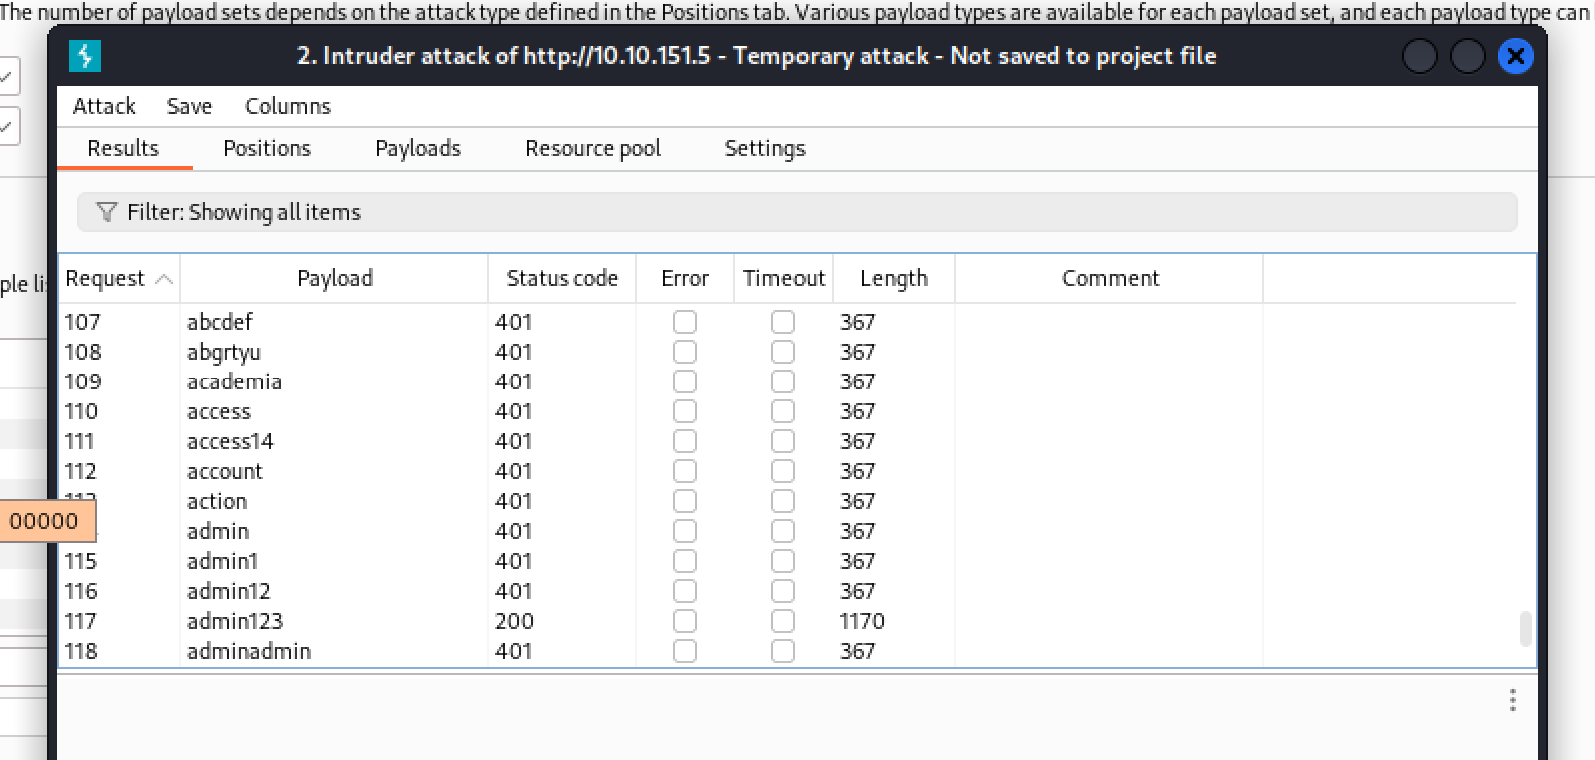 The number of payload sets depends on the attack type defined in the Positions tab. Various payload types are available for each payload set, and each payload type can
2. Intruder attack of http://10.10.151.5 - Temporary attack - Not saved to project file
Attack Save Columns
Results Positions Payloads Resource pool Settings
Filter: Showing all items
ple li
Request Payload Status code Error Timeout Length Comment
107 abcdef 401 367
108 abgrtyu 401 367
109 academia 401 367
110 access 401 367
111 access14 401 367
112 account 401 367
113 action 401 367
00000
admin 401 367
115 admin1 401 367
116 admin12 401 367
117 admin123 200 1170
118 adminadmin 401 367